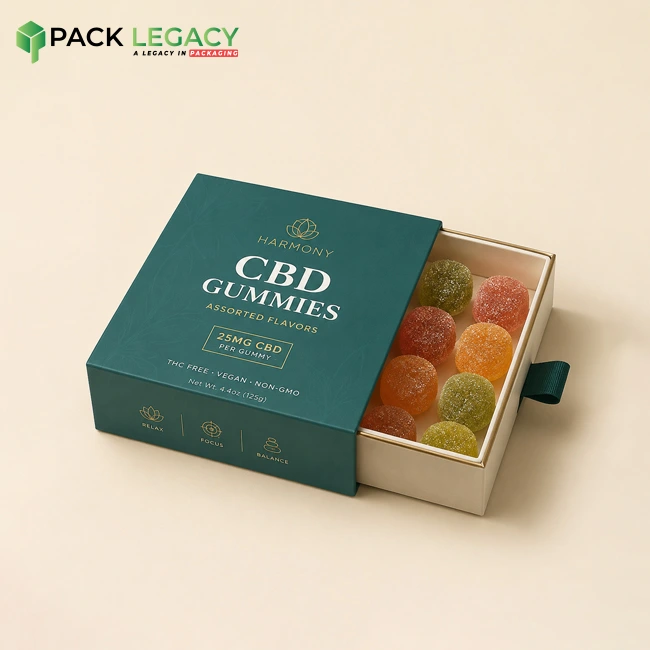 PACK LEGACY
A LEGACY IN PACKAGING
HARMONY
CBD
GUMMIES
ASSORTED FLAVORS
25MG CBD
PER GUMMY
THC FREE • VEGAN • NON-GMO
Net Wt. 4.4oz (125g)
RELAX
FOCUS
BALANCE